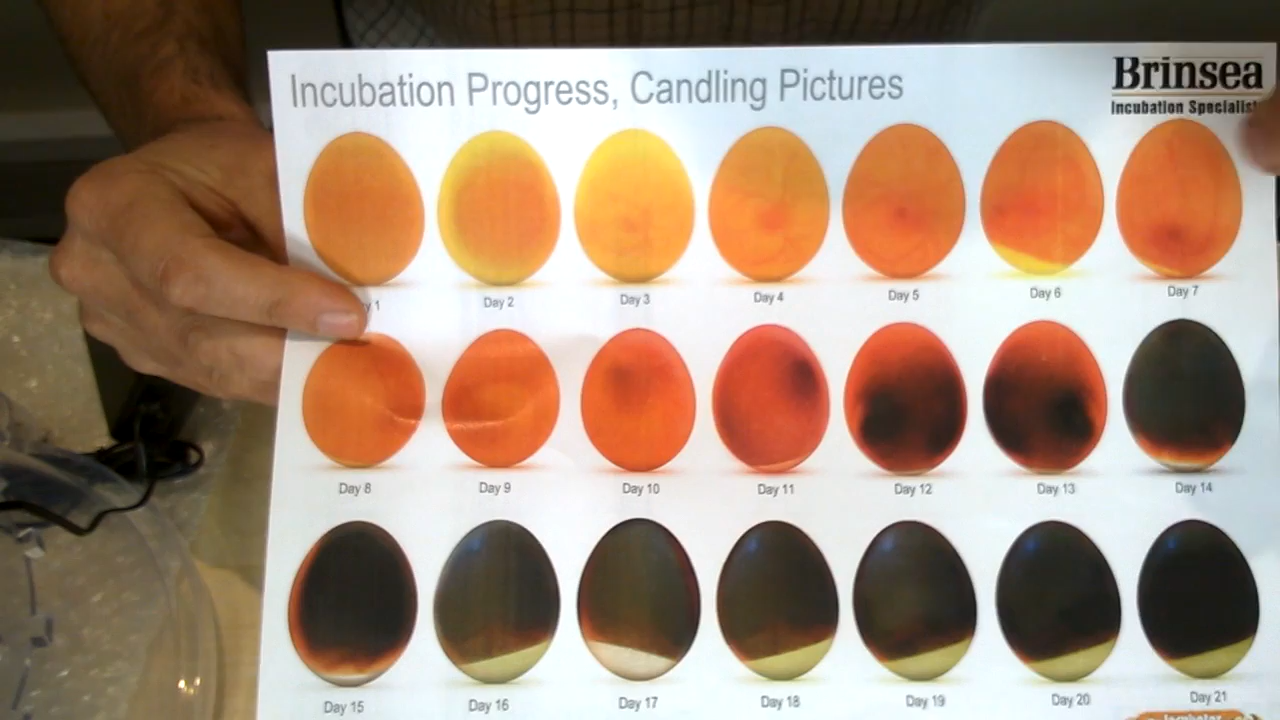 Incubation Progress, Candling Pictures
Brinsea
Incubation Specialist
y 1
Day 2
Day 3
Day 4
Day 5
Day 6
Day 7
Day 8
Day 9
Day 10
Day 11
Day 12
Day 13
Day 14
Day 15
Day 16
Day 17
Day 18
Day 19
Day 20
Day 21